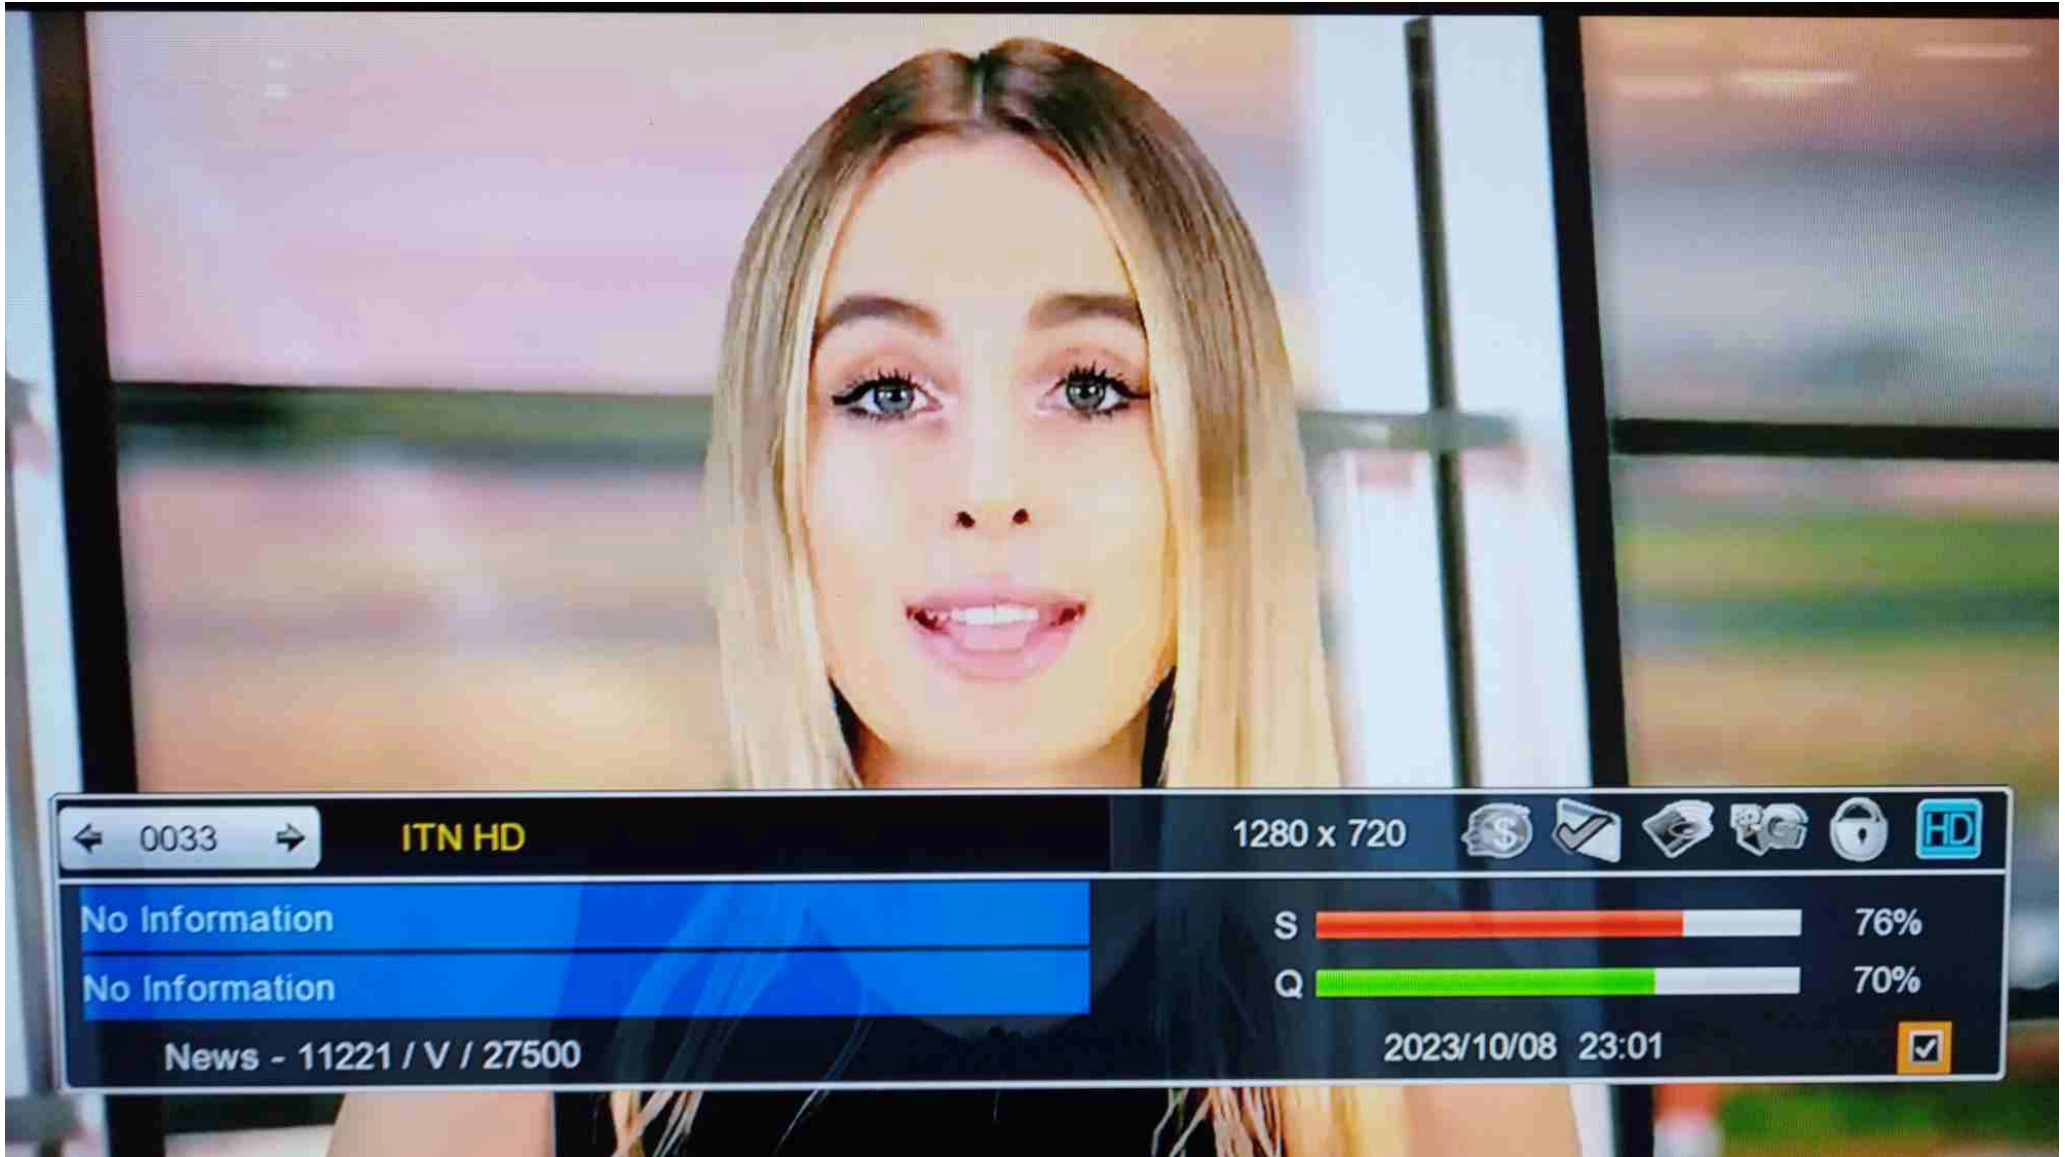 0033 ITN HD 1280 x 720 HD
No Information
S 76%
No Information
Q 70%
News - 11221 / V / 27500 2023/10/08 23:01